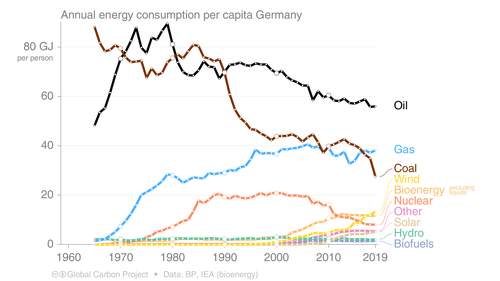 Annual energy consumption per capita Germany
80 GJ
per person
60
40
20
0
1960
1970
1980
1990
2000
2010
2019
Oil
Gas
Coal
Wind
Bioenergy excluding liquids
Nuclear
Other
Solar
Hydro
Biofuels
Global Carbon Project • Data: BP, IEA (bioenergy)